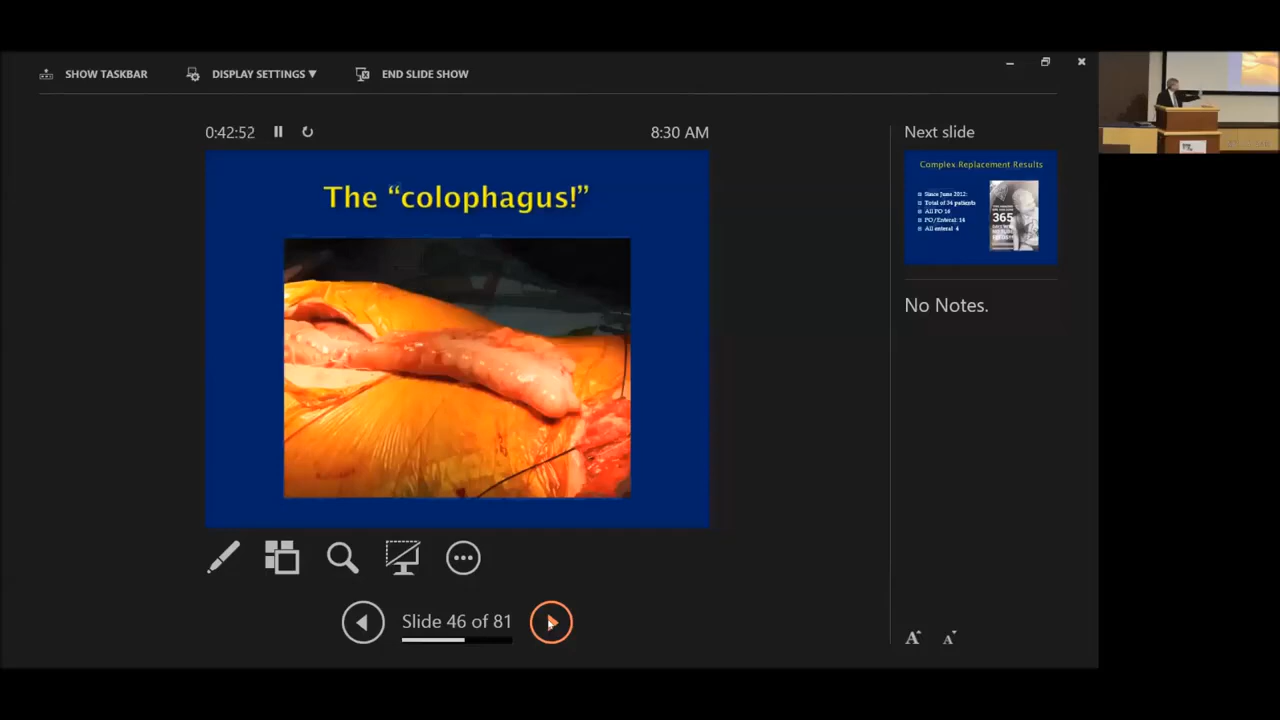 SHOW TASKBAR
DISPLAY SETTINGS ▼
END SLIDE SHOW
0:42:52
8:30 AM
The “colophagus!”
Slide 46 of 81
Next slide
Complex Replacement Results
Since June 2012:
Total of 34 patients
All PO 16
PO/Enteral: 14
All enteral 4
365
No Notes.